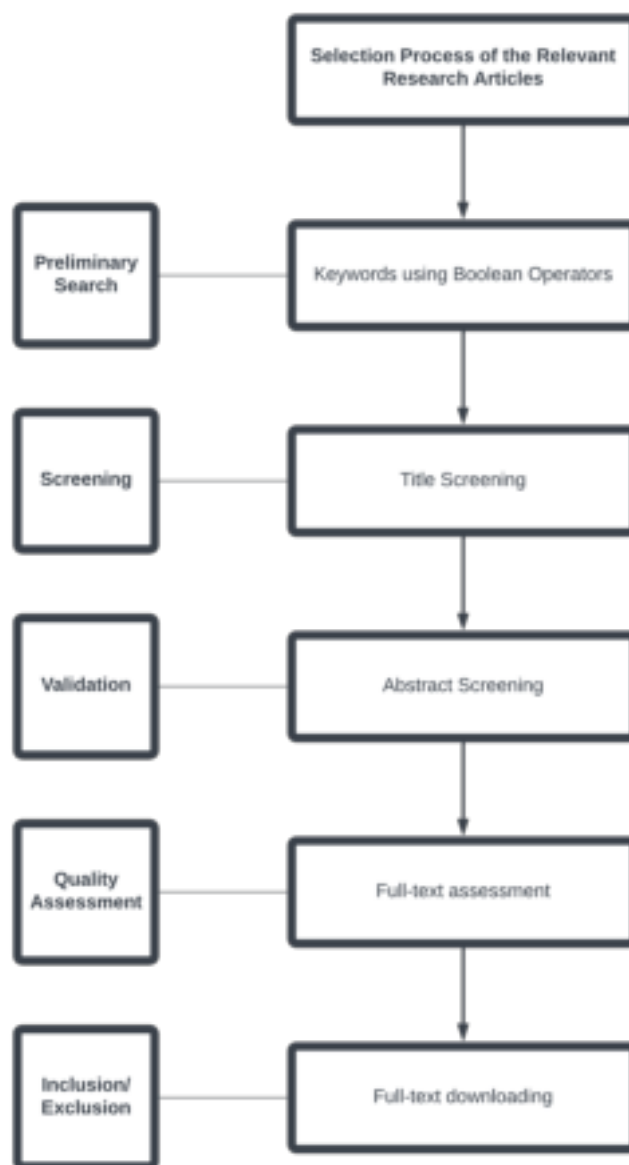 Selection Process of the Relevant
Research Articles
Preliminary
Search
Keywords using Boolean Operators
Screening
Title Screening
Validation
Abstract Screening
Quality
Assessment
Full-text assessment
Inclusion/
Exclusion
Full-text downloading